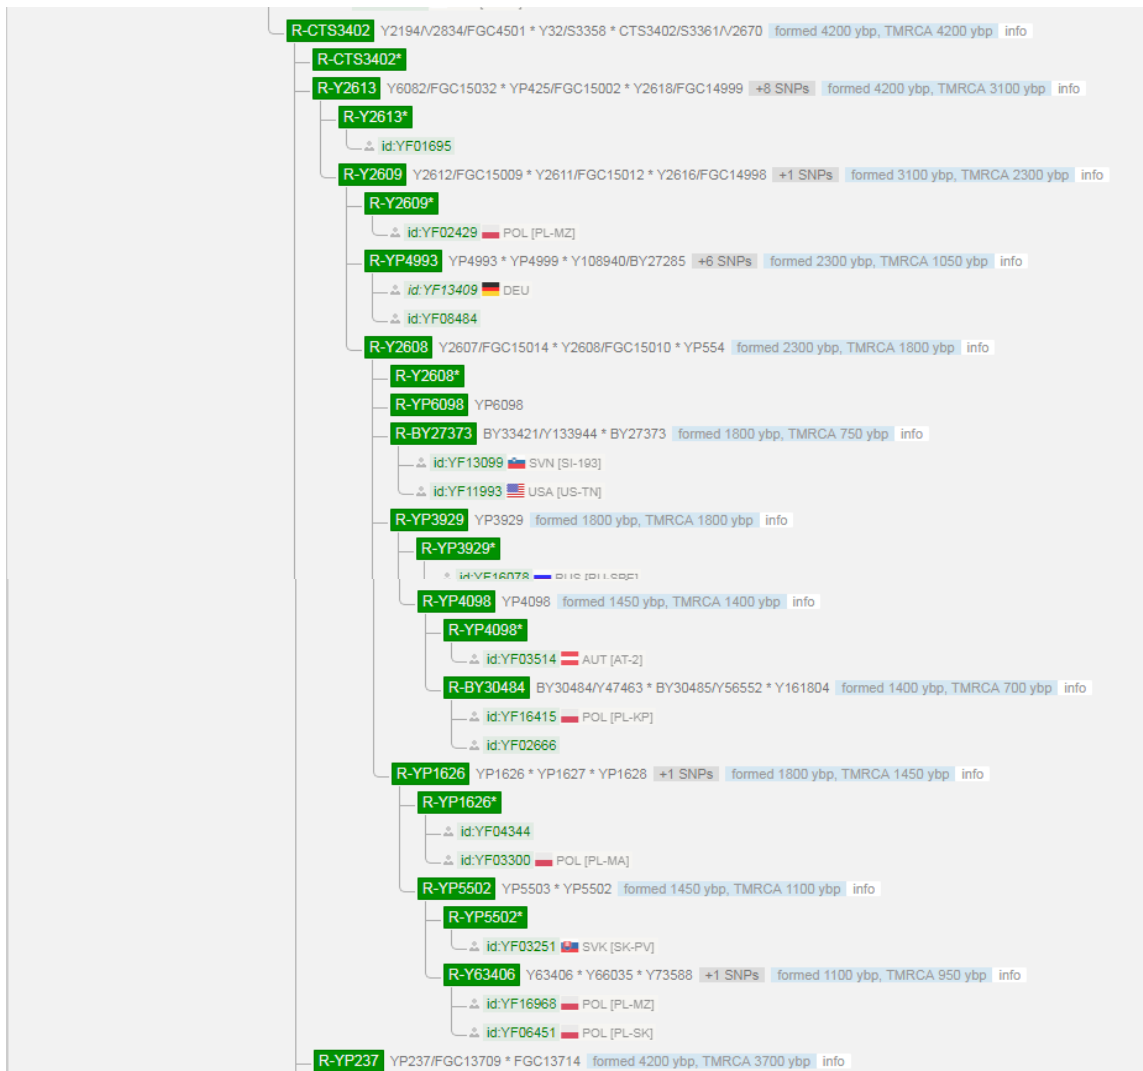 R-CTS3402 Y2194/V2834/FGC4501 * Y32/S3358 * CTS3402/S3361/V2670 formed 4200 ybp, TMRCA 4200 ybp info
R-CTS3402*
R-Y2613 Y6082/FGC15032 * YP425/FGC15002 * Y2618/FGC14999 +8 SNPs formed 4200 ybp, TMRCA 3100 ybp info
R-Y2613*
id:YF01695
R-Y2609 Y2612/FGC15009 * Y2611/FGC15012 * Y2616/FGC14998 +1 SNPs formed 3100 ybp, TMRCA 2300 ybp info
R-Y2609*
id:YF02429 POL [PL-MZ]
R-YP4993 YP4993 * YP4999 * Y108940/BY27285 +6 SNPs formed 2300 ybp, TMRCA 1050 ybp info
id:YF13409 DEU
id:YF08484
R-Y2608 Y2607/FGC15014 * Y2608/FGC15010 * YP554 formed 2300 ybp, TMRCA 1800 ybp info
R-Y2608*
R-YP6098 YP6098
R-BY27373 BY33421/Y133944 * BY27373 formed 1800 ybp, TMRCA 750 ybp info
id:YF13099 SVN [SI-193]
id:YF11993 USA [US-TN]
R-YP3929 YP3929 formed 1800 ybp, TMRCA 1800 ybp info
R-YP3929*
id:YF16078 RUS [RU-SPE]
R-YP4098 YP4098 formed 1450 ybp, TMRCA 1400 ybp info
R-YP4098*
id:YF03514 AUT [AT-2]
R-BY30484 BY30484/Y47463 * BY30485/Y56552 * Y161804 formed 1400 ybp, TMRCA 700 ybp info
id:YF16415 POL [PL-KP]
id:YF02666
R-YP1626 YP1626 * YP1627 * YP1628 +1 SNPs formed 1800 ybp, TMRCA 1450 ybp info
R-YP1626*
id:YF04344
id:YF03300 POL [PL-MA]
R-YP5502 YP5503 * YP5502 formed 1450 ybp, TMRCA 1100 ybp info
R-YP5502*
id:YF03251 SVK [SK-PV]
R-Y63406 Y63406 * Y66035 * Y73588 +1 SNPs formed 1100 ybp, TMRCA 950 ybp info
id:YF16968 POL [PL-MZ]
id:YF06451 POL [PL-SK]
R-YP237 YP237/FGC13709 * FGC13714 formed 4200 ybp, TMRCA 3700 ybp info